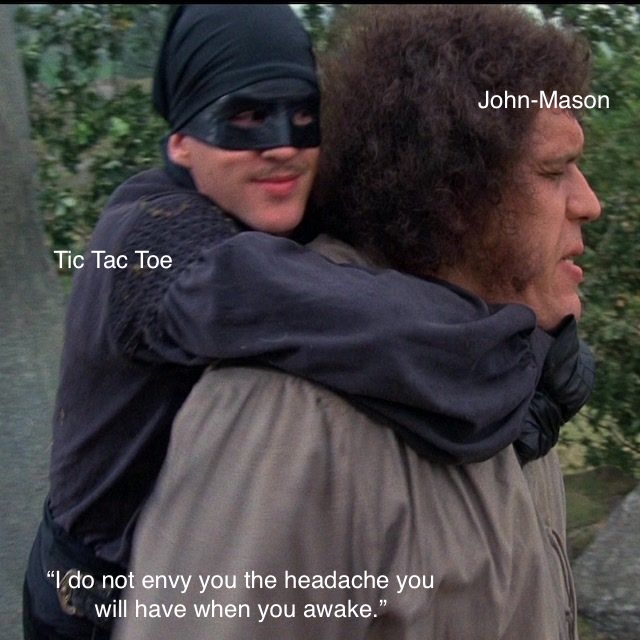 John-Mason
Tic Tac Toe
“I do not envy you the headache you
will have when you awake.”